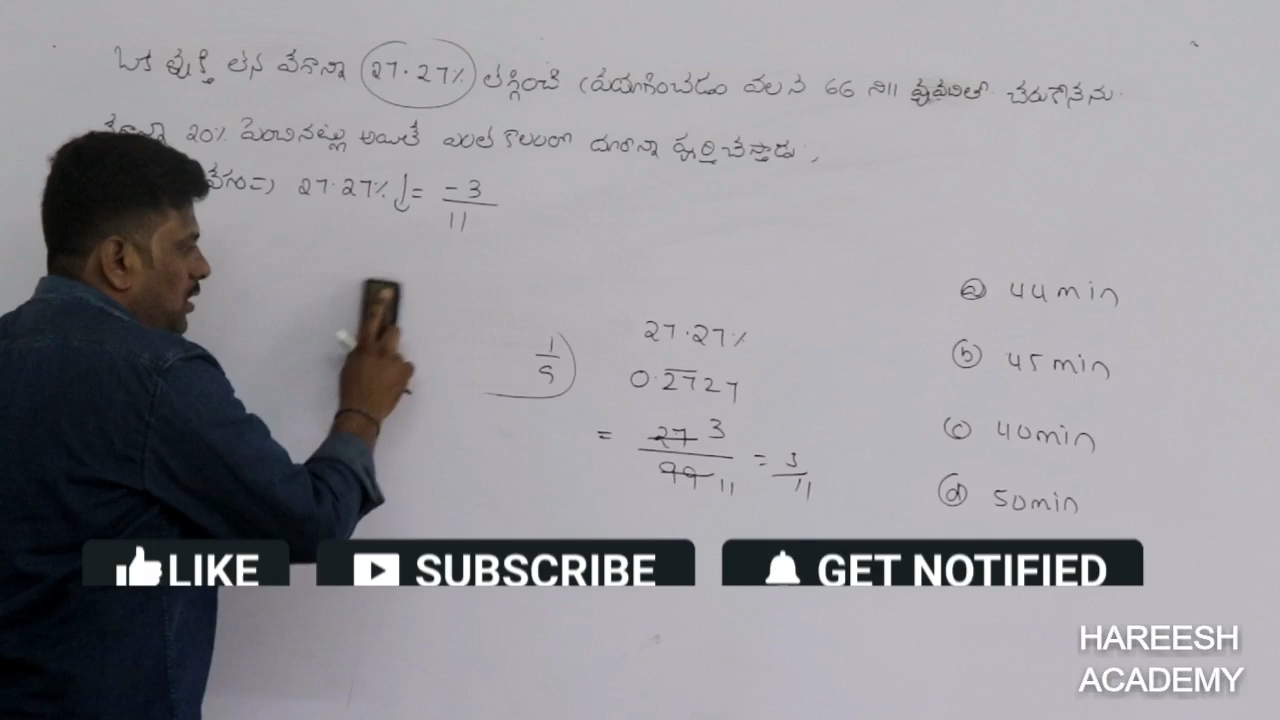 ఒక వ్యక్తి తన వేగాన్ని 27.27% తగ్గించి ప్రయాణించడం వలన 66 ని॥ చేరుకొనెను
20% పెంచినట్లు అయితే ఎంత కాలంలో దూరాన్ని పూర్తి చేస్తాడు.
వేగం => 27.27% ↓ = -3/11
27.27%
1/9
0.2727
= 27 3 / 99 11 = 3/11
ⓐ 44min
ⓑ 45min
ⓒ 40min
ⓓ 50min
LIKE SUBSCRIBE GET NOTIFIED
HAREESH
ACADEMY